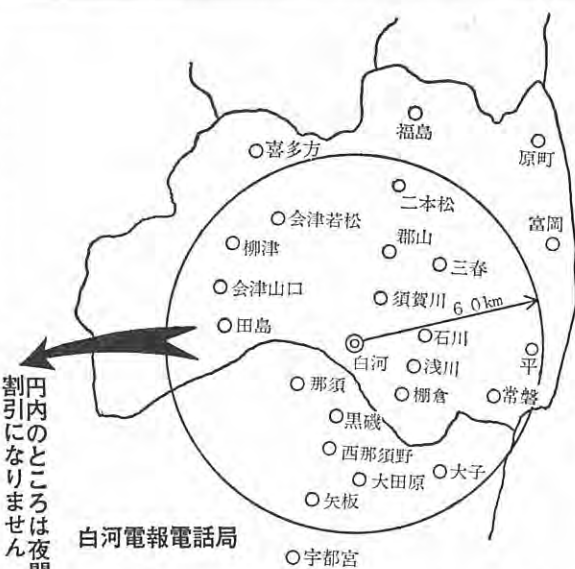 福島
原町
喜多方
二本松
会津若松
富岡
柳津
郡山
三春
会津山口
須賀川
60km
田島
石川
白河
平
浅川
那須
棚倉
常磐
黒磯
西那須野
大子
大田原
矢板
円内のところは夜間
割引になりません
白河電報電話局
宇都宮